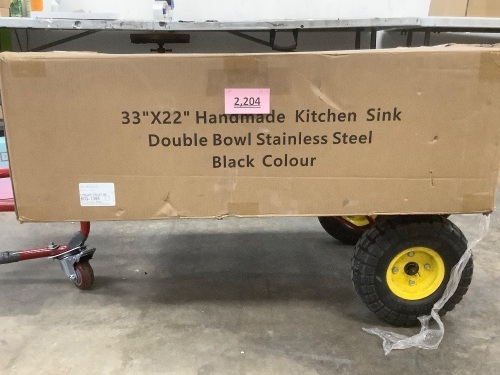 2,204
33"X22" Handmade Kitchen Sink
Double Bowl Stainless Steel
Black Colour